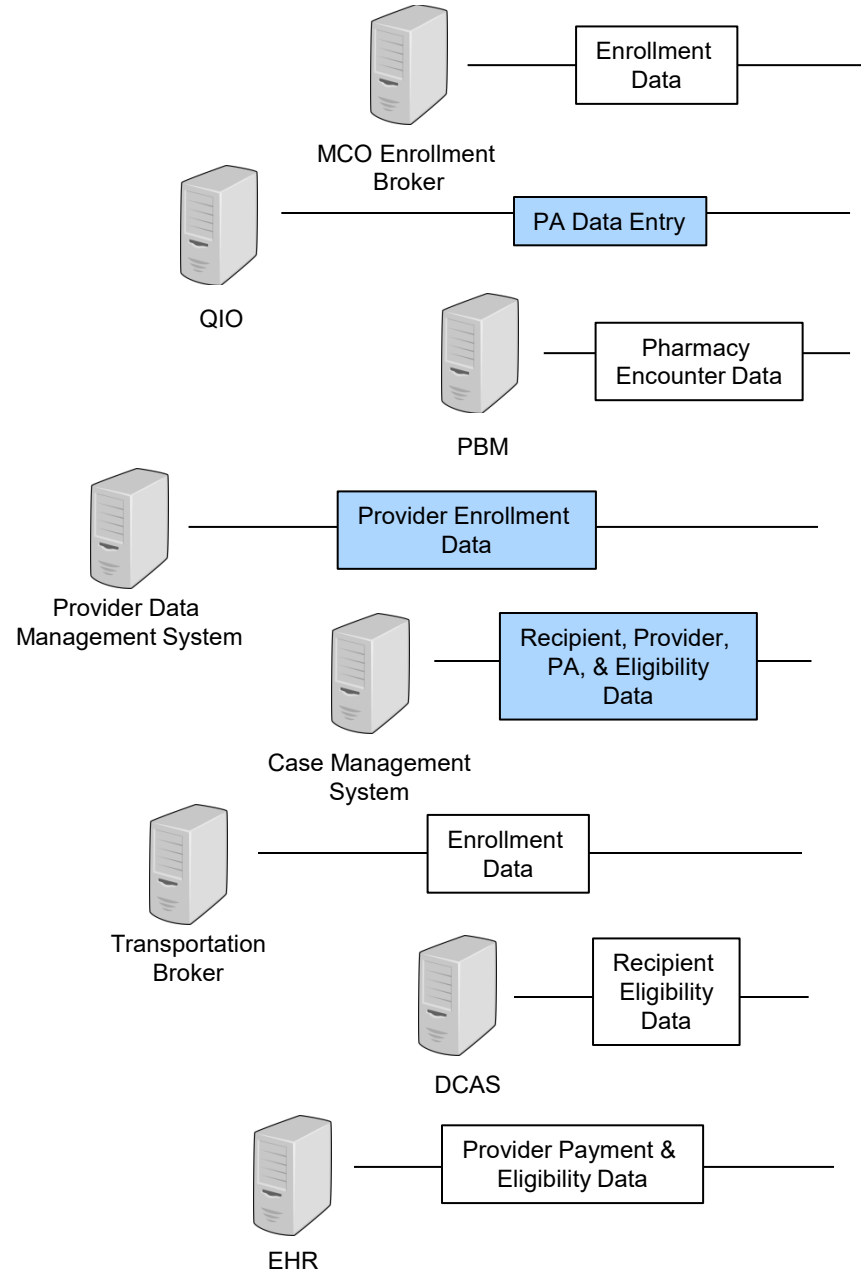 Enrollment
Data
MCO Enrollment
Broker
PA Data Entry
QIO
Pharmacy
Encounter Data
PBM
Provider Enrollment
Data
Provider Data
Management System
Recipient, Provider,
PA, & Eligibility
Data
Case Management
System
Enrollment
Data
Transportation
Broker
Recipient
Eligibility
Data
DCAS
Provider Payment &
Eligibility Data
EHR